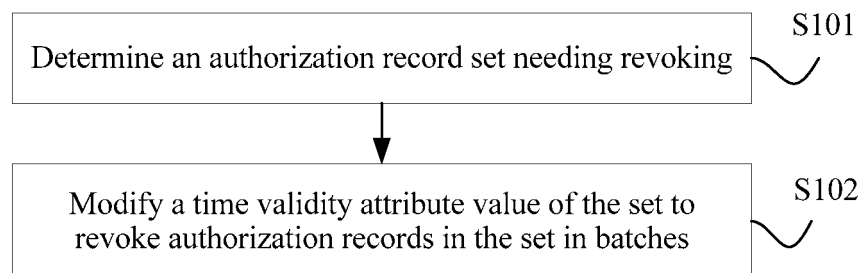 S101
Determine an authorization record set needing revoking
S102
Modify a time validity attribute value of the set to
revoke authorization records in the set in batches